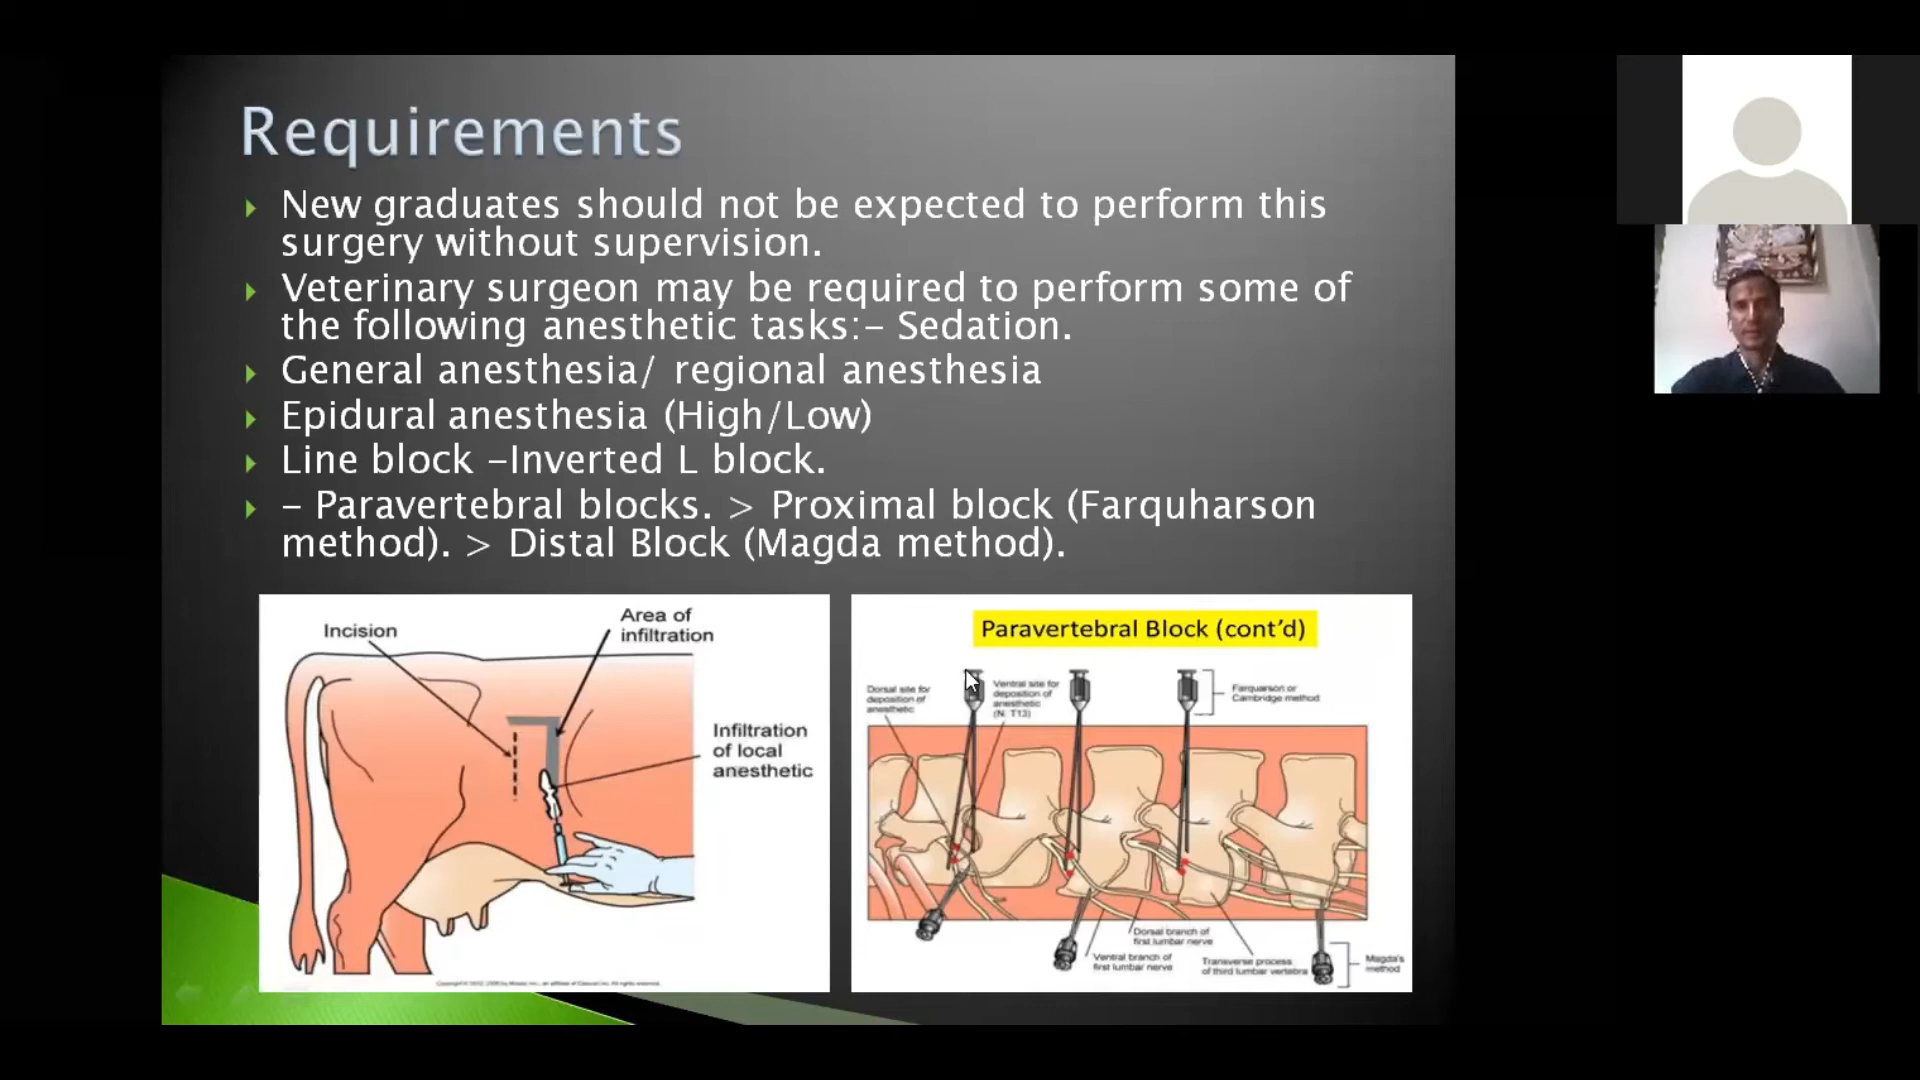 Requirements
New graduates should not be expected to perform this
surgery without supervision.
Veterinary surgeon may be required to perform some of
the following anesthetic tasks:- Sedation.
General anesthesia/ regional anesthesia
Epidural anesthesia (High/Low)
Line block -Inverted L block.
- Paravertebral blocks. > Proximal block (Farquharson
method). > Distal Block (Magda method).
Incision
Area of
infiltration
Infiltration
of local
anesthetic
Paravertebral Block (cont'd)
Dorsal site for
deposition of
anesthetic
Ventral site for
deposition of
anesthetic
(N. T13)
Farquarson or
Cambridge method
Dorsal branch of
first lumbar nerve
Ventral branch of
first lumbar nerve
Transverse process
of third lumbar vertebra
Magda's
method